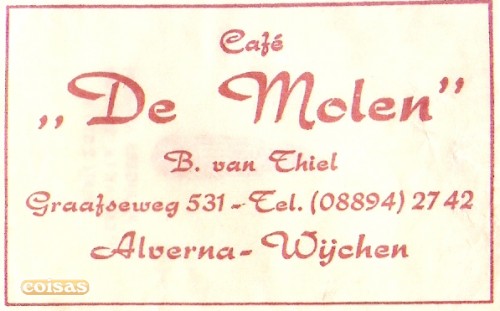 Café
„De Molen”
B. van Thiel
Graafseweg 531 - Tel. (08894) 27 42
Alverna - Wijchen
coisas